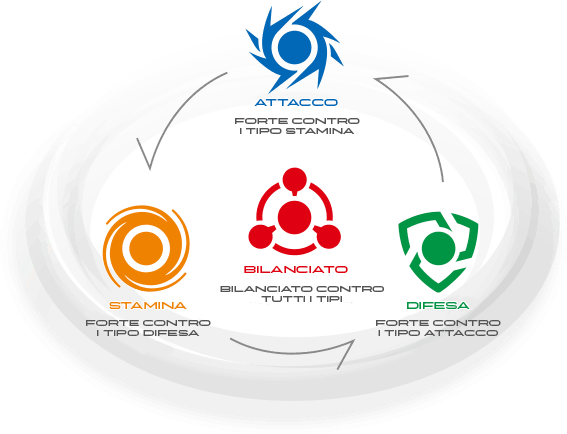 ATTACCO
FORTE CONTRO
I TIPO STAMINA
BILANCIATO
BILANCIATO CONTRO
TUTTI I TIPI
STAMINA
FORTE CONTRO
I TIPO DIFESA
DIFESA
FORTE CONTRO
I TIPO ATTACCO